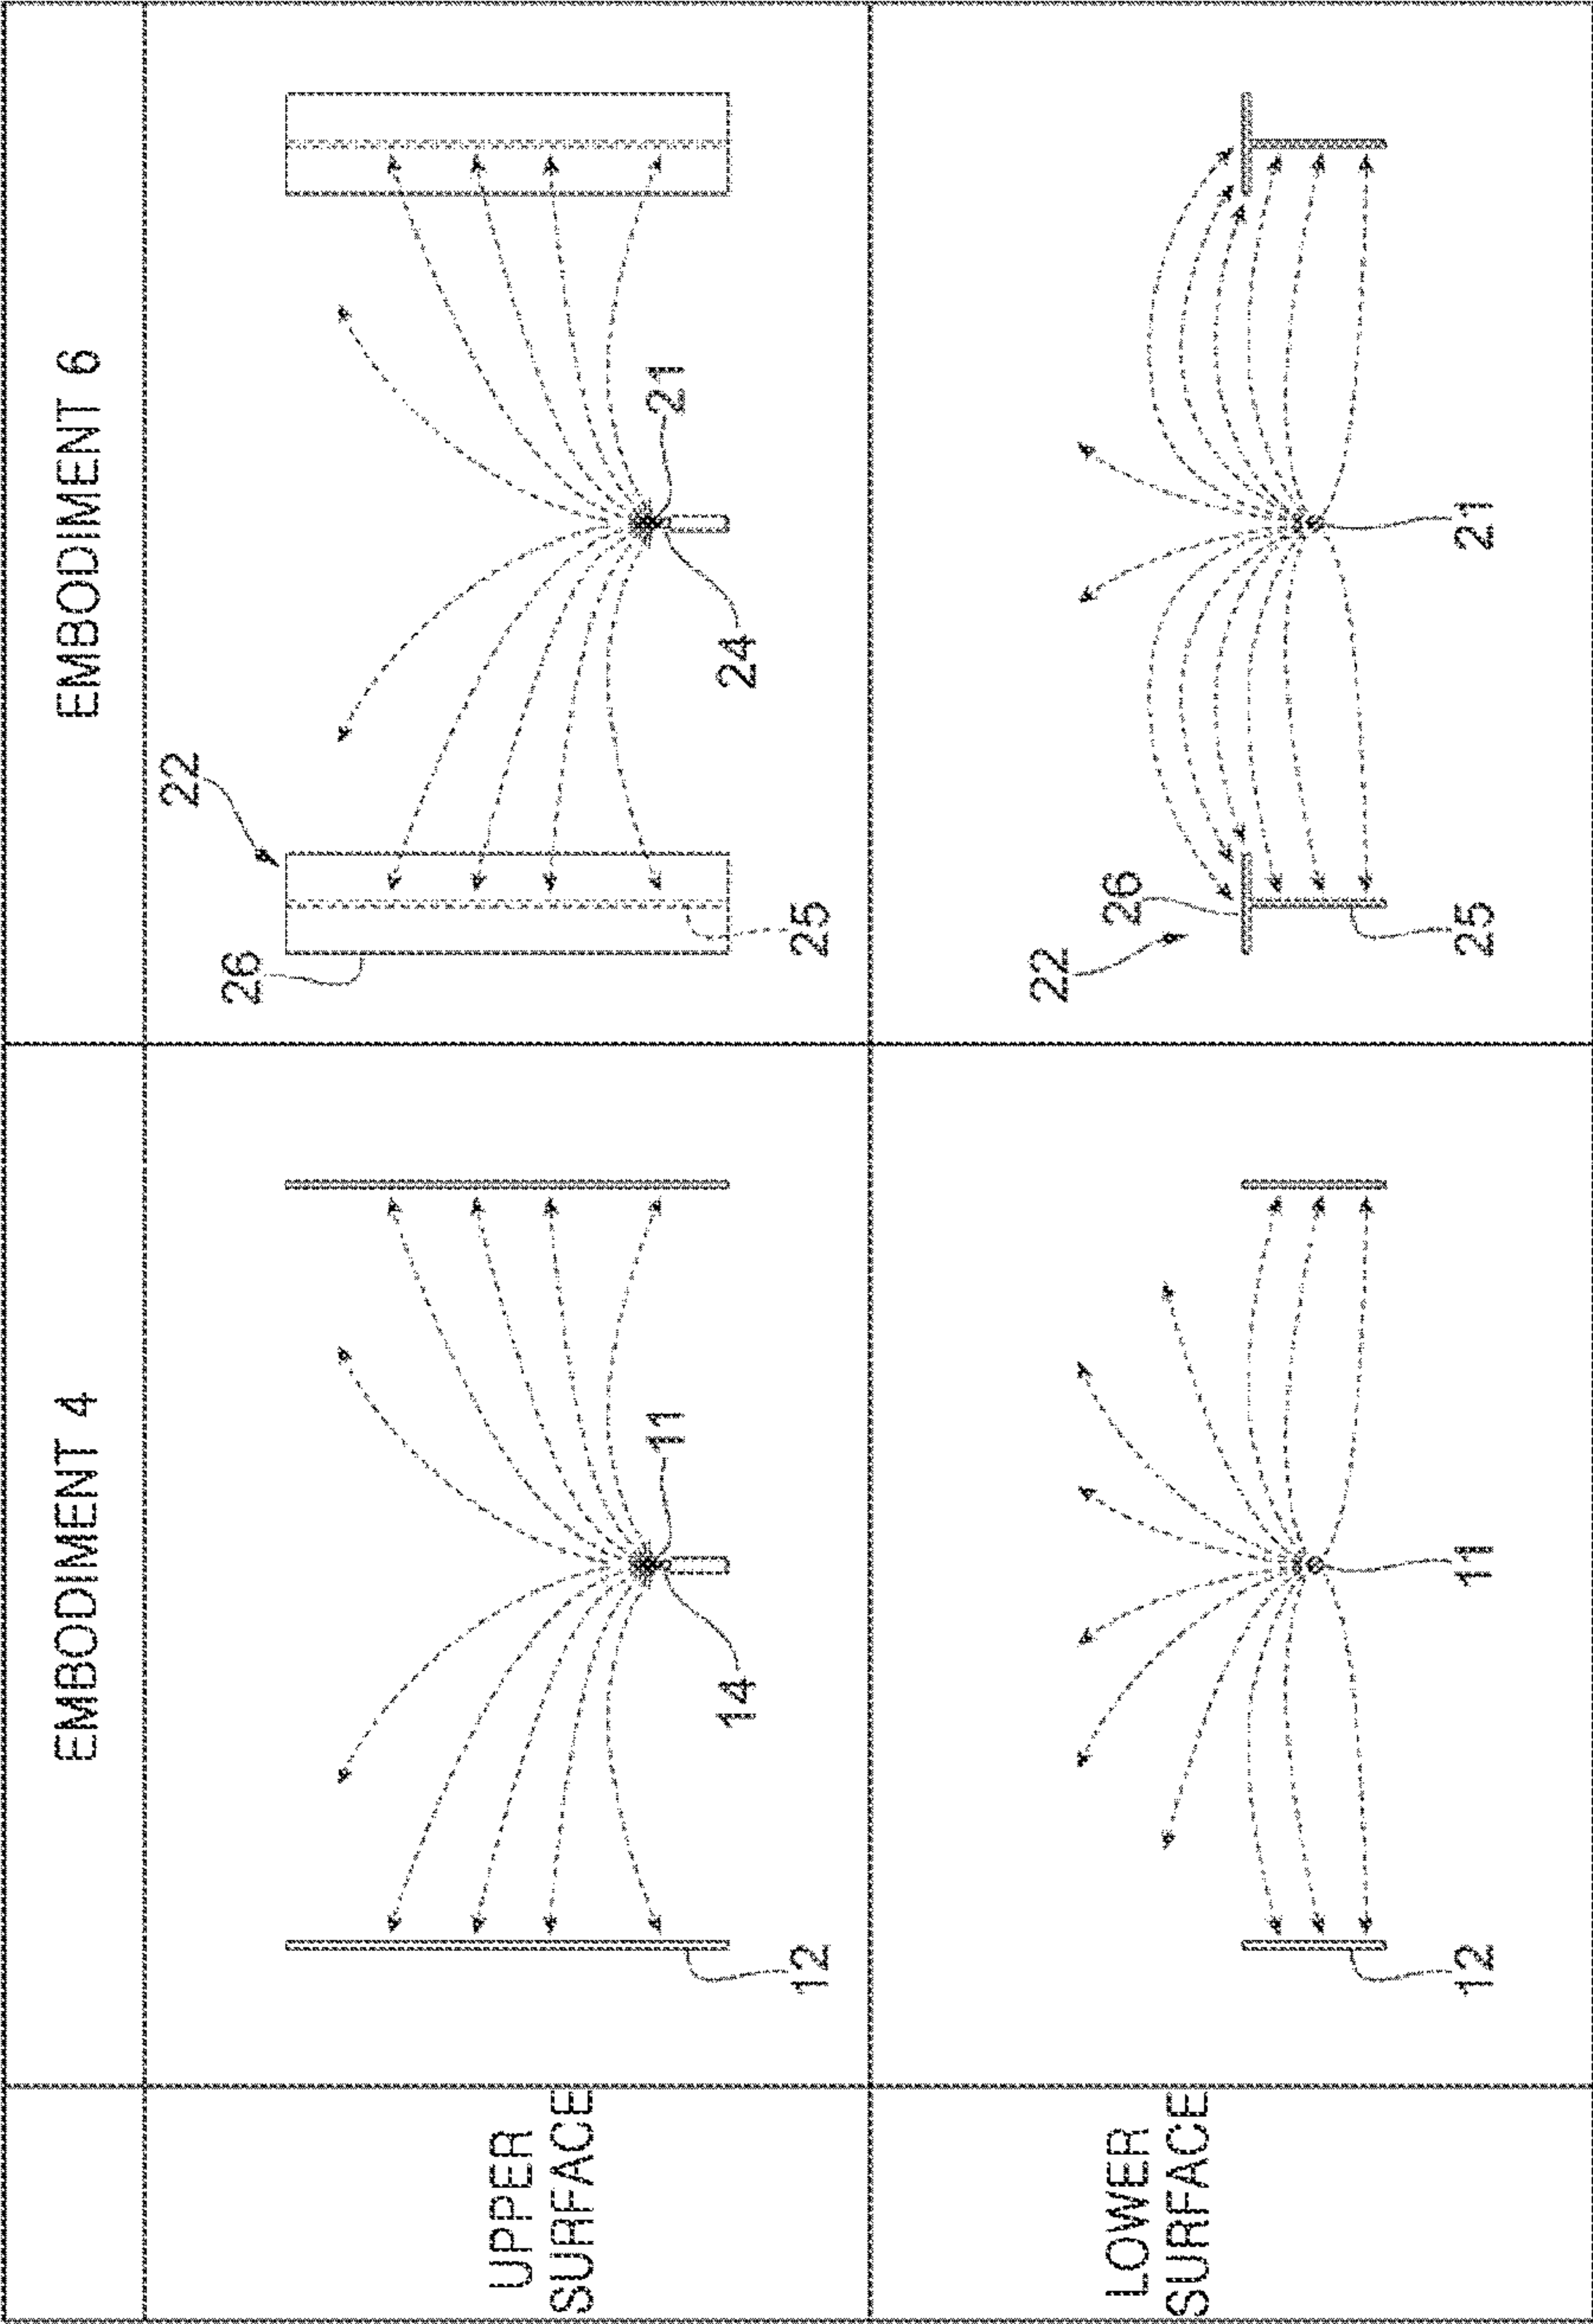 EMBODIMENT 4
EMBODIMENT 6
UPPER
SURFACE
11
14
12
22
26
21
24
25
LOWER
SURFACE
12
11
22
26
25
21